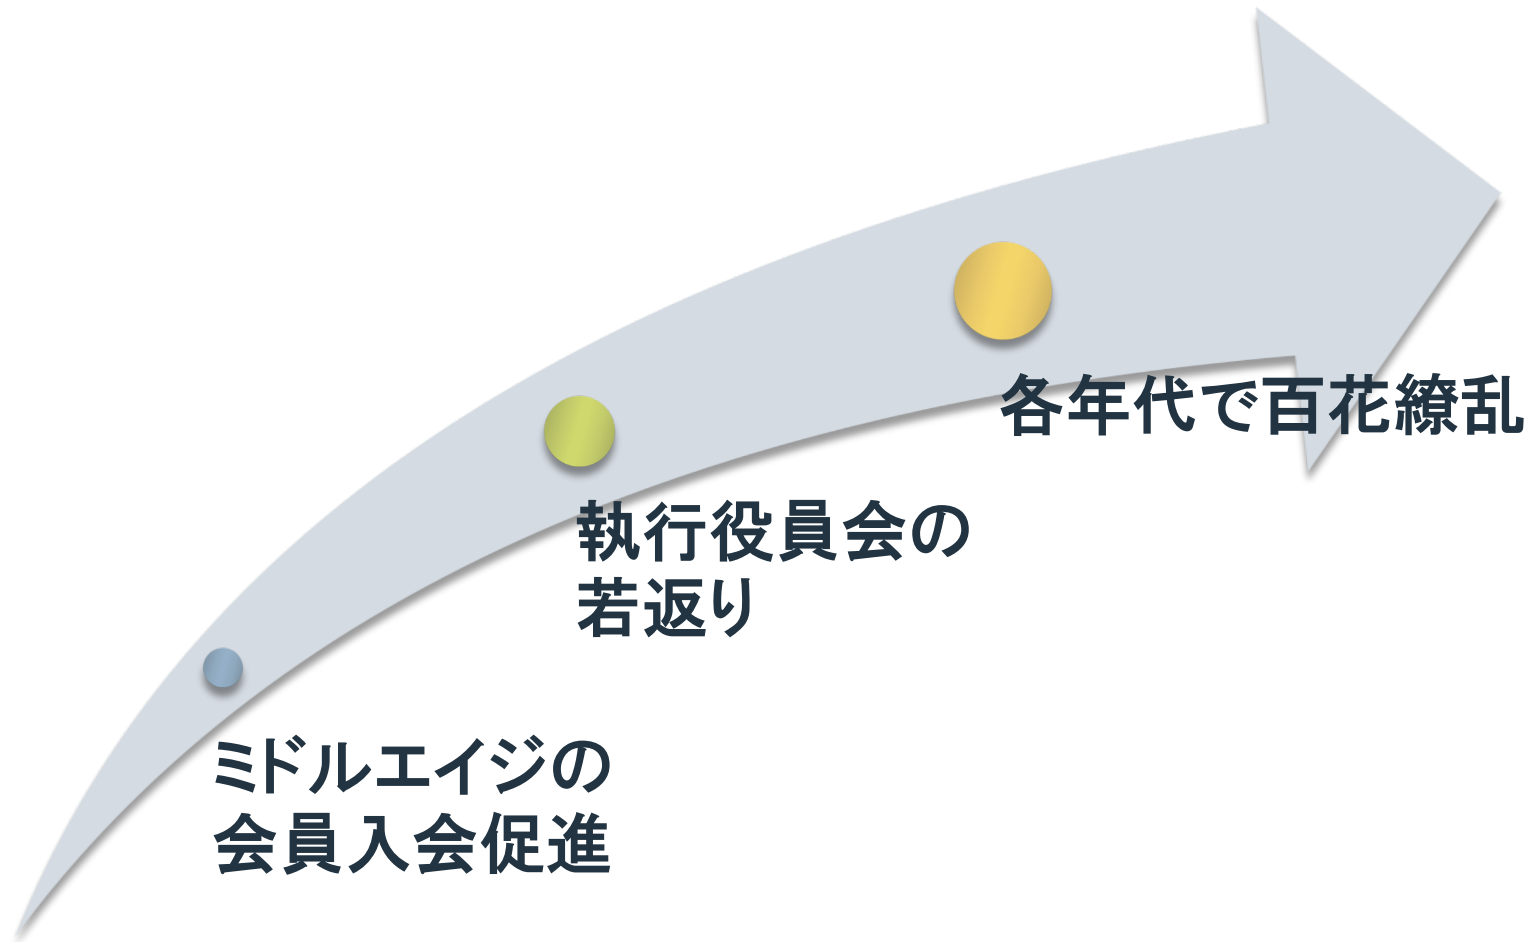 各年代で百花繚乱
執行役員会の
若返り
ミドルエイジの
会員入会促進